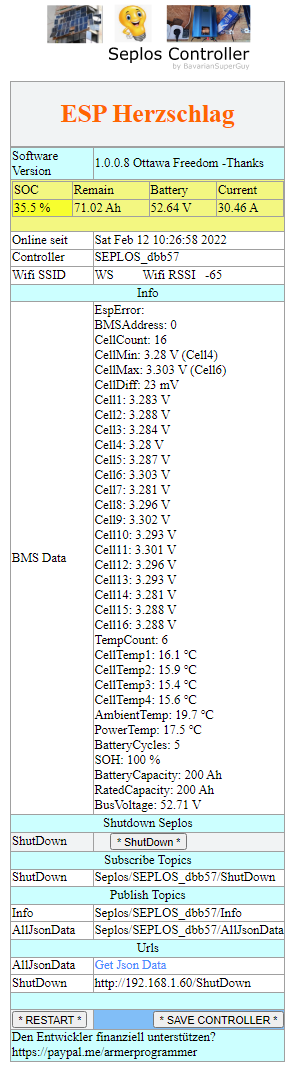 Seplos Controller
by BavarianSuperGuy
ESP Herzschlag
Software Version 1.0.0.8 Ottawa Freedom -Thanks
SOC Remain Battery Current
35.5 % 71.02 Ah 52.64 V 30.46 A
Online seit Sat Feb 12 10:26:58 2022
Controller SEPLOS_dbb57
Wifi SSID WS Wifi RSSI -65
Info
BMS Data
EspError:
BMSAddress: 0
CellCount: 16
CellMin: 3.28 V (Cell4)
CellMax: 3.303 V (Cell6)
CellDiff: 23 mV
Cell1: 3.283 V
Cell2: 3.288 V
Cell3: 3.284 V
Cell4: 3.28 V
Cell5: 3.287 V
Cell6: 3.303 V
Cell7: 3.281 V
Cell8: 3.296 V
Cell9: 3.302 V
Cell10: 3.293 V
Cell11: 3.301 V
Cell12: 3.296 V
Cell13: 3.293 V
Cell14: 3.281 V
Cell15: 3.288 V
Cell16: 3.288 V
TempCount: 6
CellTemp1: 16.1 °C
CellTemp2: 15.9 °C
CellTemp3: 15.4 °C
CellTemp4: 15.6 °C
AmbientTemp: 19.7 °C
PowerTemp: 17.5 °C
BatteryCycles: 5
SOH: 100 %
BatteryCapacity: 200 Ah
RatedCapacity: 200 Ah
BusVoltage: 52.71 V
Shutdown Seplos
ShutDown * ShutDown *
Subscribe Topics
ShutDown Seplos/SEPLOS_dbb57/ShutDown
Publish Topics
Info Seplos/SEPLOS_dbb57/Info
AllJsonData Seplos/SEPLOS_dbb57/AllJsonData
Urls
AllJsonData Get Json Data
ShutDown http://192.168.1.60/ShutDown
* RESTART * * SAVE CONTROLLER *
Den Entwickler finanziell unterstützen?
https://paypal.me/armerprogrammer